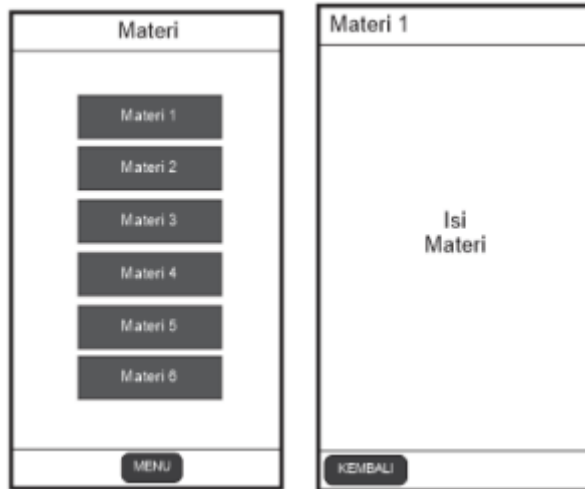 Materi
Materi 1
Materi 2
Materi 3
Materi 4
Materi 5
Materi 6
MENU
Materi 1
Isi
Materi
KEMBALI